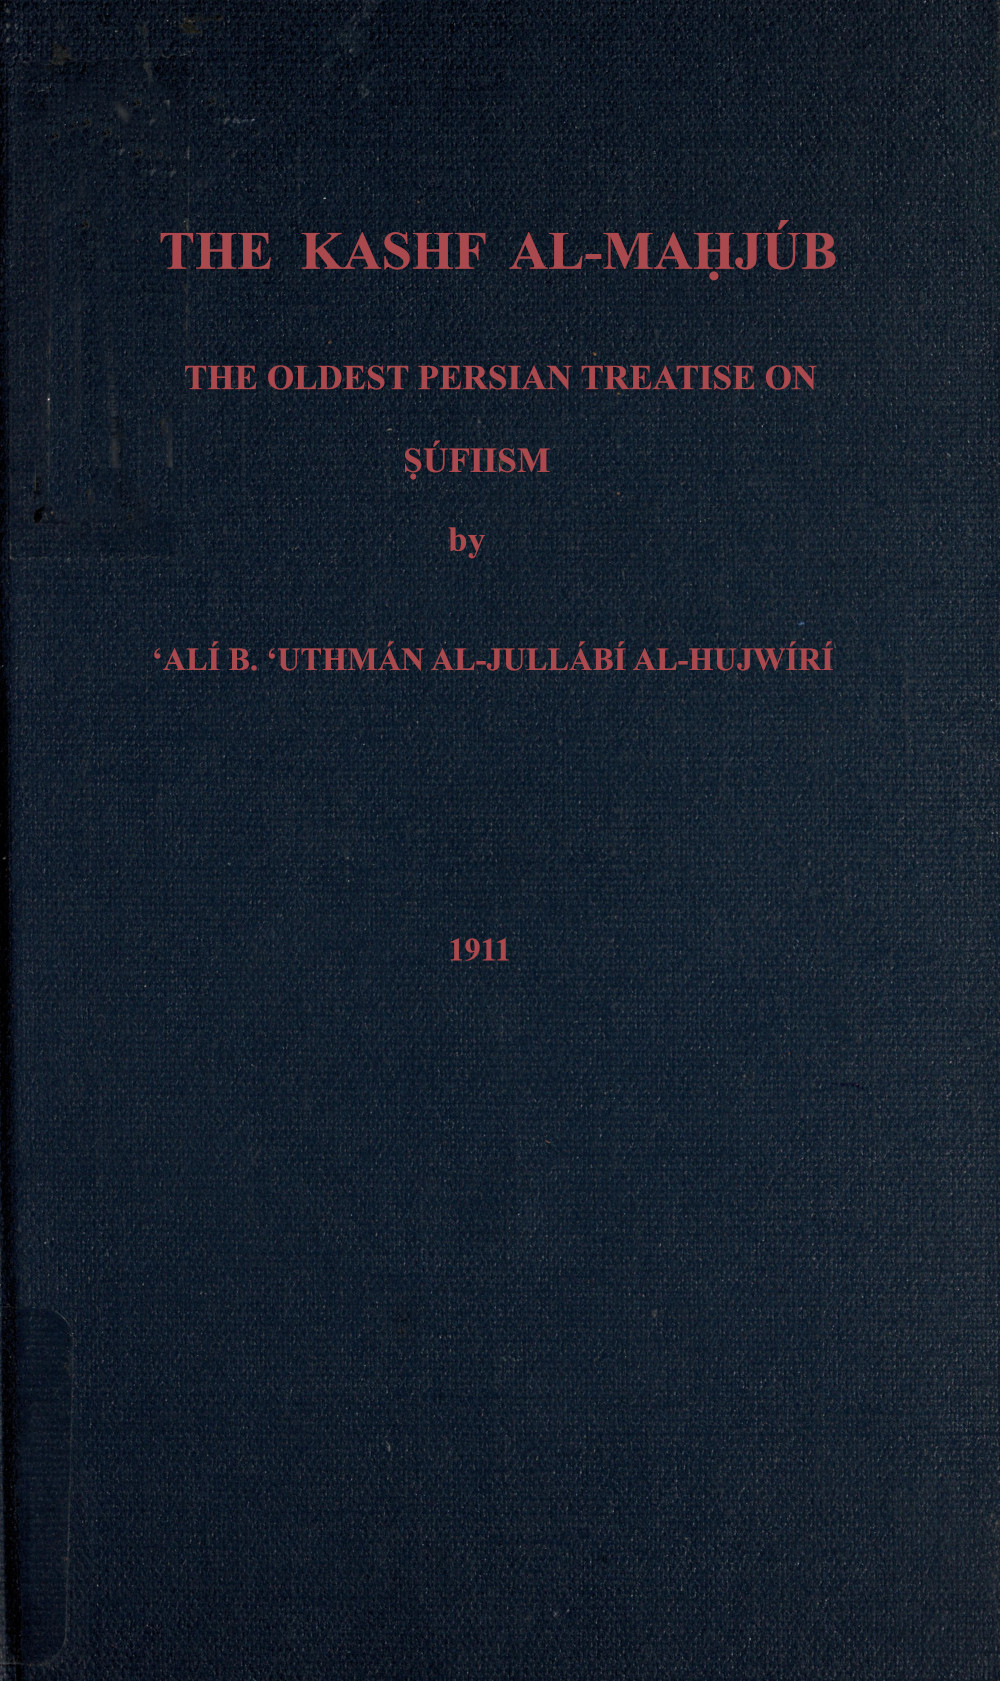 THE KASHF AL-MAḤJÚB
THE OLDEST PERSIAN TREATISE ON
ṢÚFIISM
by
‘ALÍ B. ‘UTHMÁN AL-JULLÁBÍ AL-HUJWÍRÍ
1911